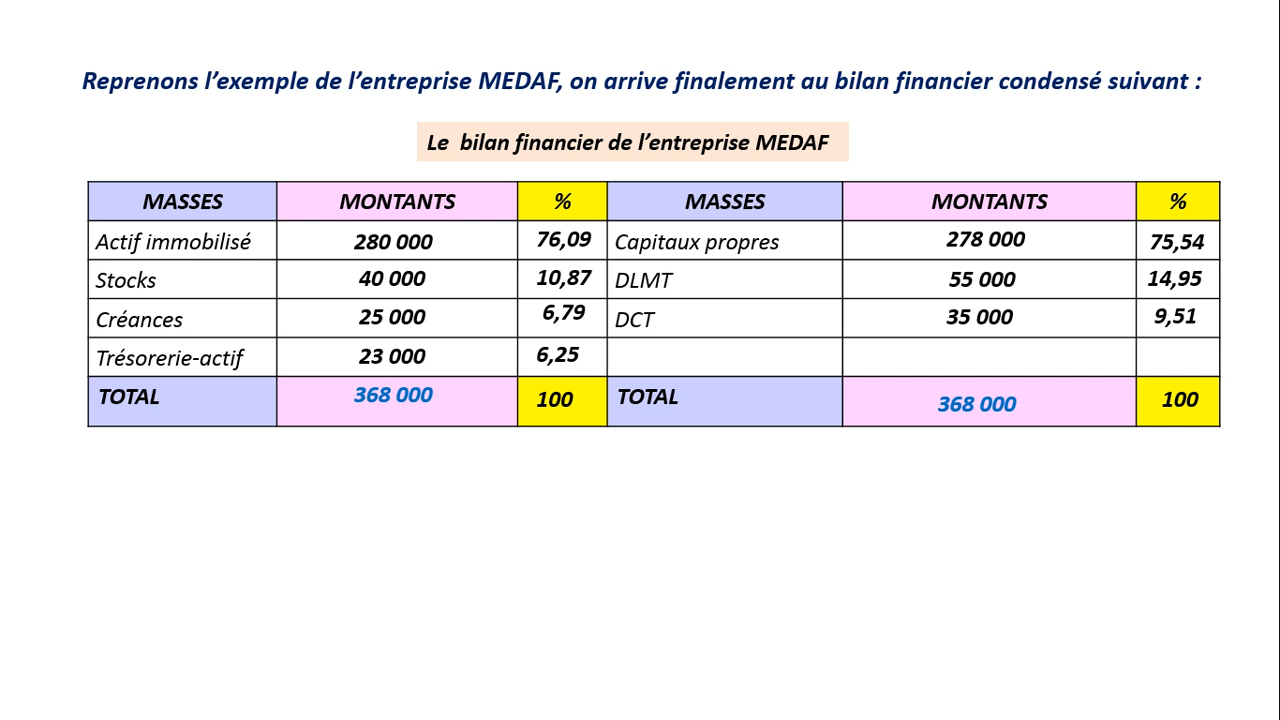 Reprenons l’exemple de l’entreprise MEDAF, on arrive finalement au bilan financier condensé suivant :
Le bilan financier de l’entreprise MEDAF
MASSES MONTANTS % MASSES MONTANTS %
Actif immobilisé 280 000 76,09 Capitaux propres 278 000 75,54
Stocks 40 000 10,87 DLMT 55 000 14,95
Créances 25 000 6,79 DCT 35 000 9,51
Trésorerie-actif 23 000 6,25
TOTAL 368 000 100 TOTAL 368 000 100